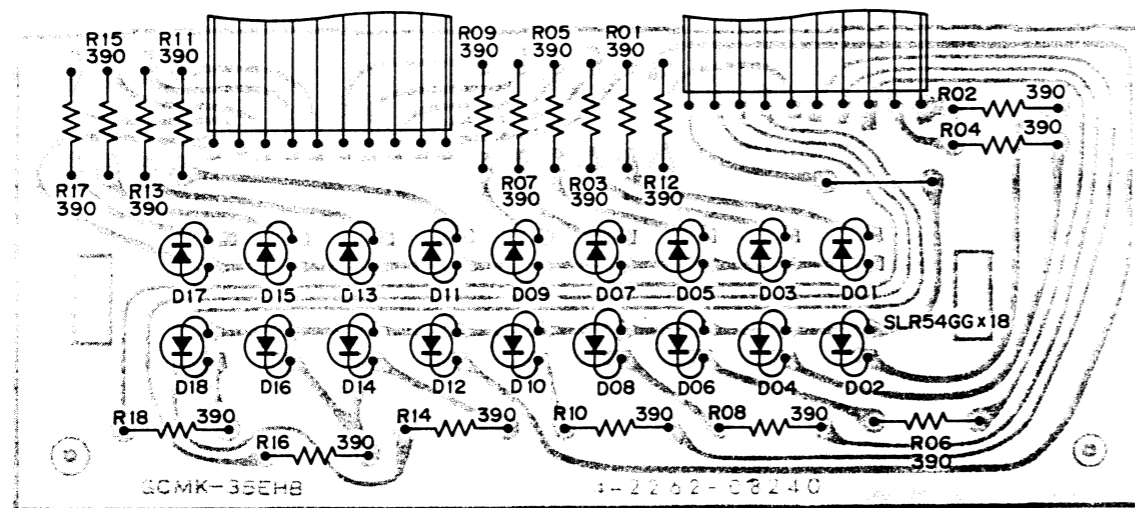 R15 R11
390 390
R09 R05 R01
390 390 390
R02 390
R04 390
R17 R13
390 390
R07 R03 R12
390 390 390
D17 D15 D13 D11 D09 D07 D05 D03 D01
SLR54GG×18
D18 D16 D14 D12 D10 D08 D06 D04 D02
R18 390
R14 390
R10 390
R08 390
R16 390
R06
390
GCMK-35EHB
4-2262-08240